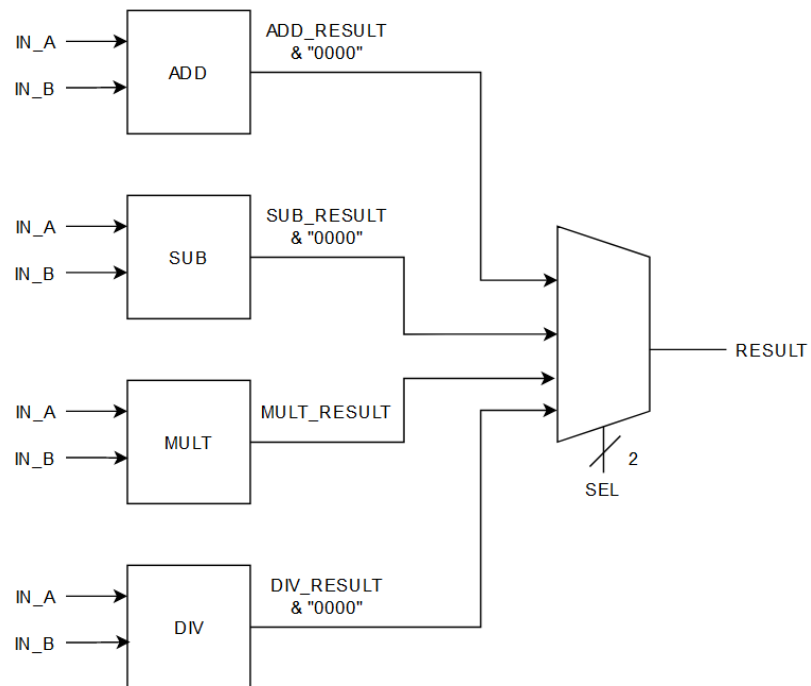 IN_A
IN_B
ADD
ADD_RESULT
& "0000"
IN_A
IN_B
SUB
SUB_RESULT
& "0000"
RESULT
IN_A
IN_B
MULT
MULT_RESULT
2
SEL
IN_A
IN_B
DIV
DIV_RESULT
& "0000"